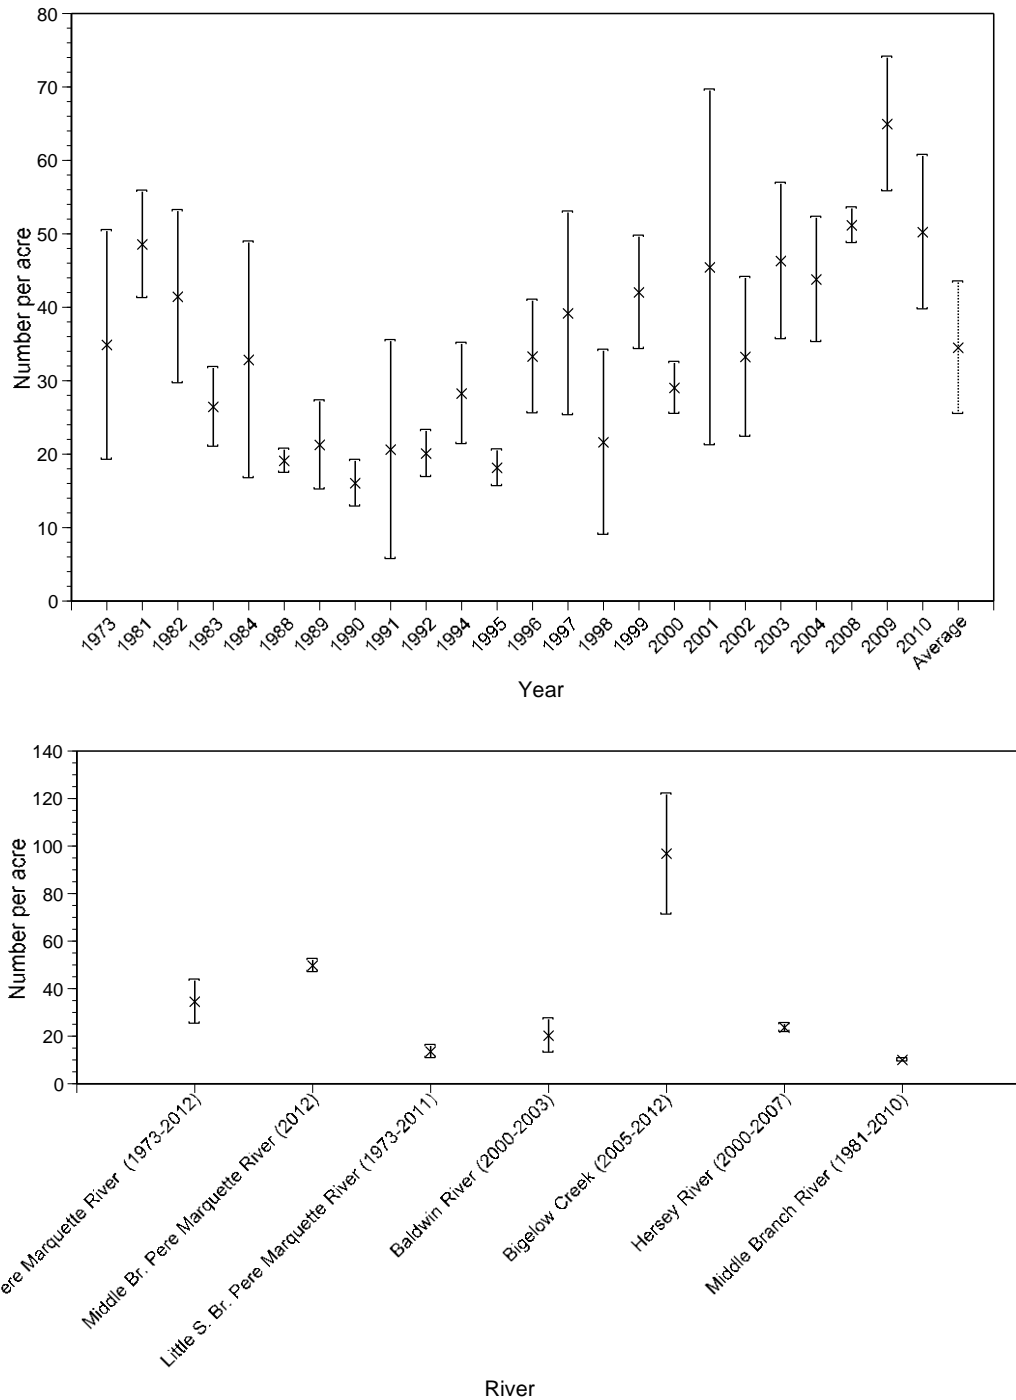 80
70
60
50
40
30
20
10
0
Number per acre
1973 1981 1982 1983 1984 1988 1989 1990 1991 1992 1994 1995 1996 1997 1998 1999 2000 2001 2002 2003 2004 2008 2009 2010 Average
Year
140
120
100
80
60
40
20
0
Number per acre
ere Marquette River (1973-2012)
Middle Br. Pere Marquette River (2012)
Little S. Br. Pere Marquette River (1973-2011)
Baldwin River (2000-2003)
Bigelow Creek (2005-2012)
Hersey River (2000-2007)
Middle Branch River (1981-2010)
River